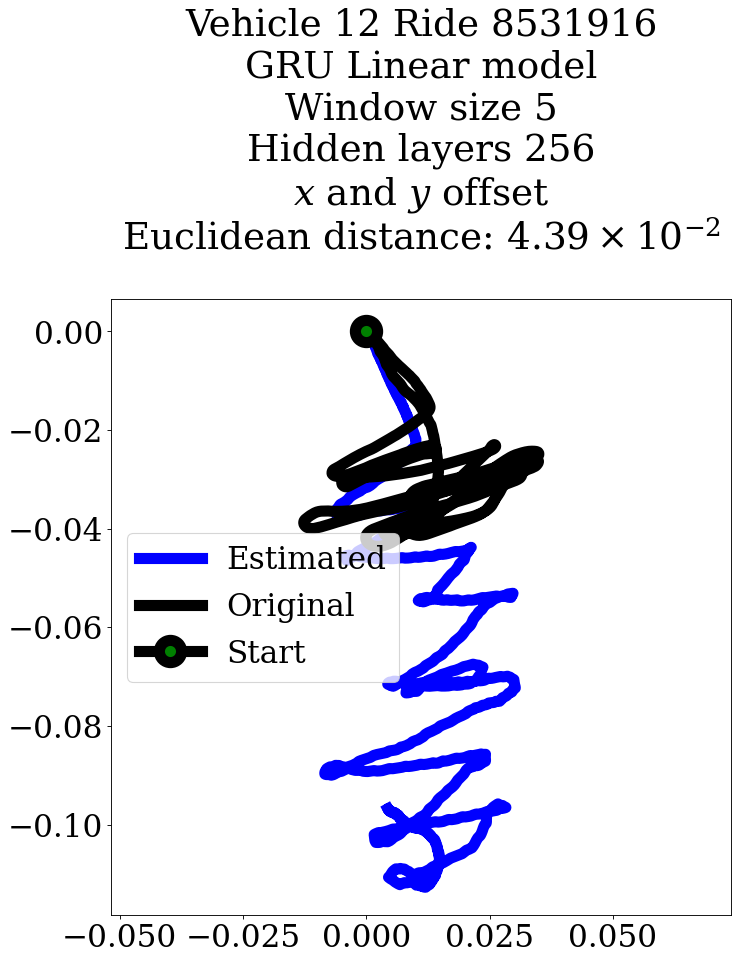 Vehicle 12 Ride 8531916
GRU Linear model
Window size 5
Hidden layers 256
x and y offset
Euclidean distance: 4.39 × 10⁻²
0.00
−0.02
−0.04
−0.06
−0.08
−0.10
Estimated
Original
Start
−0.050 −0.025 0.000 0.025 0.050